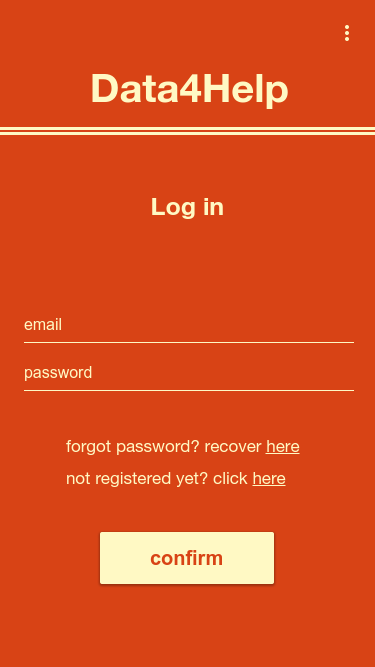 Data4Help
Log in
email
password
forgot password? recover here
not registered yet? click here
confirm